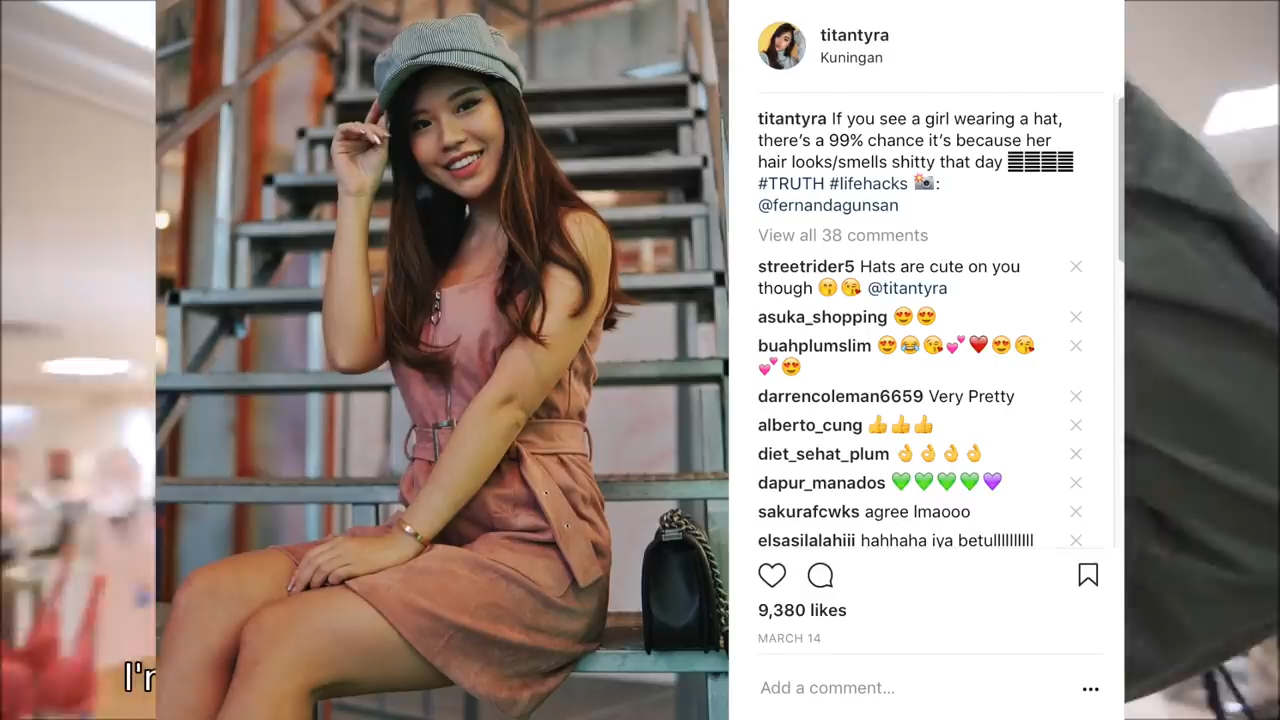 titantyra
Kuningan
titantyra If you see a girl wearing a hat,
there's a 99% chance it's because her
hair looks/smells shitty that day
#TRUTH #lifehacks 📸:
@fernandagunsan
View all 38 comments
streetrider5 Hats are cute on you
though 😙😘 @titantyra
asuka_shopping 😍😍
buahplumslim 😍😂😘💕❤️😍😘
💕😍
darrencoleman6659 Very Pretty
alberto_cung 👍👍👍
diet_sehat_plum 👌👌👌👌
dapur_manados 💚💚💚💚💜
sakurafcwks agree lmaooo
elsasilalahiii hahhaha iya betullllllllll
9,380 likes
MARCH 14
Add a comment...
I'